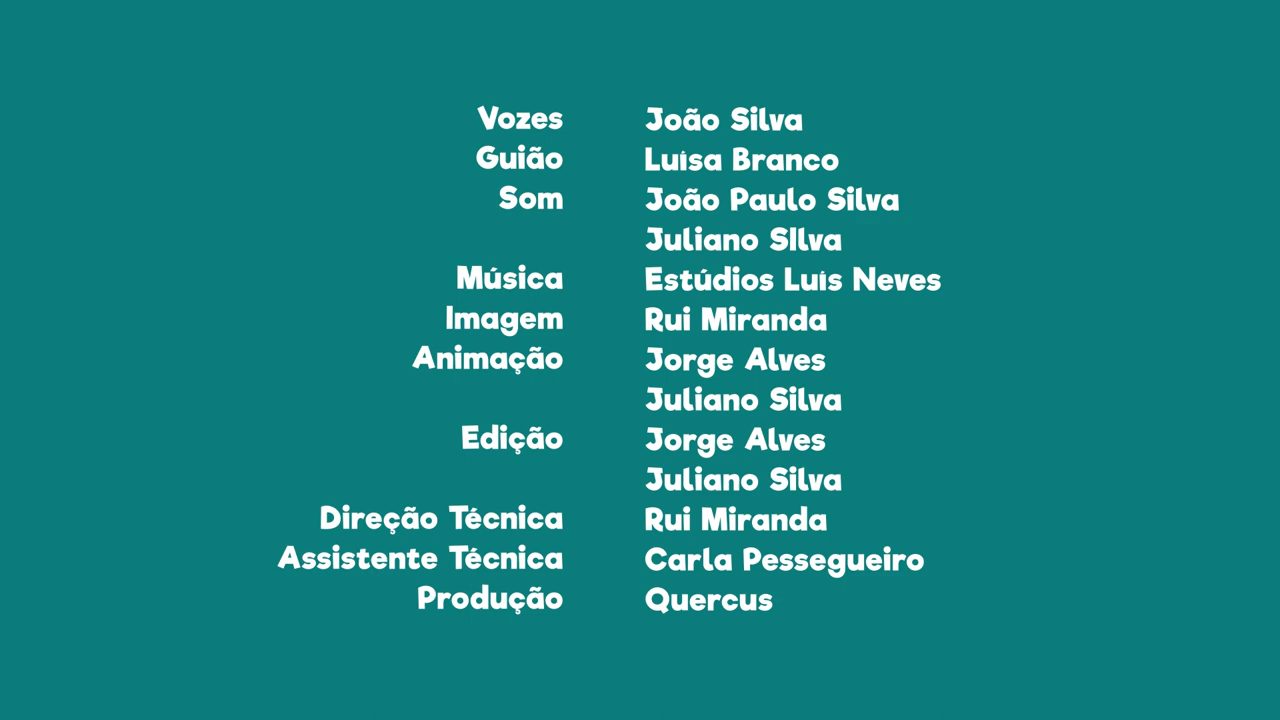 Vozes João Silva
Guião Luísa Branco
Som João Paulo Silva
Juliano SIlva
Música Estúdios Luís Neves
Imagem Rui Miranda
Animação Jorge Alves
Juliano Silva
Edição Jorge Alves
Juliano Silva
Direção Técnica Rui Miranda
Assistente Técnica Carla Pessegueiro
Produção Quercus